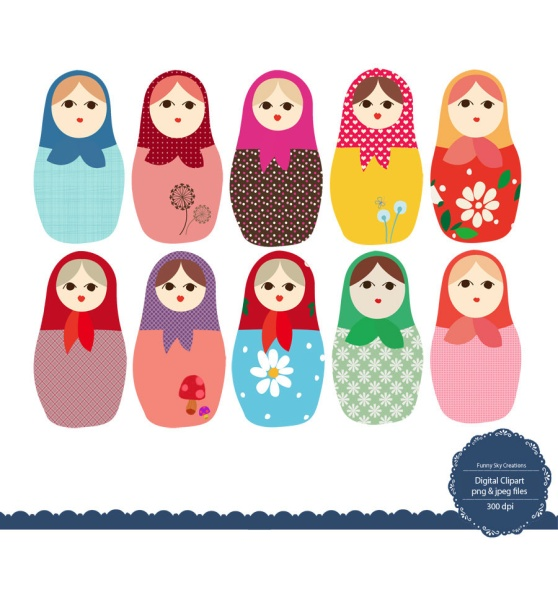 Funny Sky Creations
Digital Clipart
png & jpeg files
300 dpi